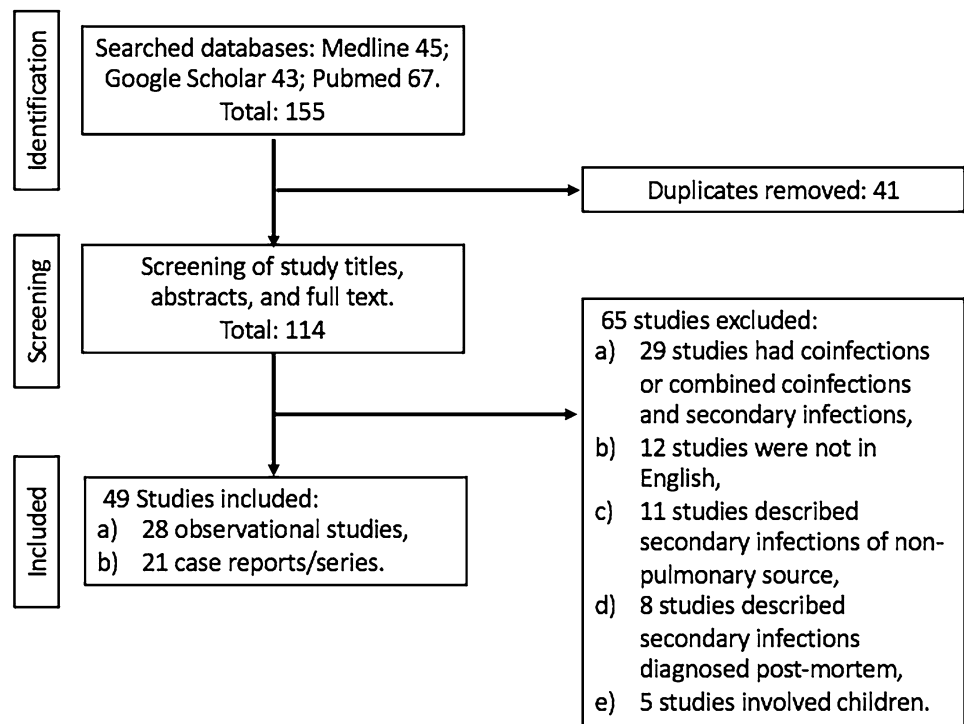 Identification
Searched databases: Medline 45;
Google Scholar 43; Pubmed 67.
Total: 155
Duplicates removed: 41
Screening
Screening of study titles,
abstracts, and full text.
Total: 114
65 studies excluded:
a) 29 studies had coinfections
or combined coinfections
and secondary infections,
b) 12 studies were not in
English,
c) 11 studies described
secondary infections of non-
pulmonary source,
d) 8 studies described
secondary infections
diagnosed post-mortem,
e) 5 studies involved children.
Included
49 Studies included:
a) 28 observational studies,
b) 21 case reports/series.